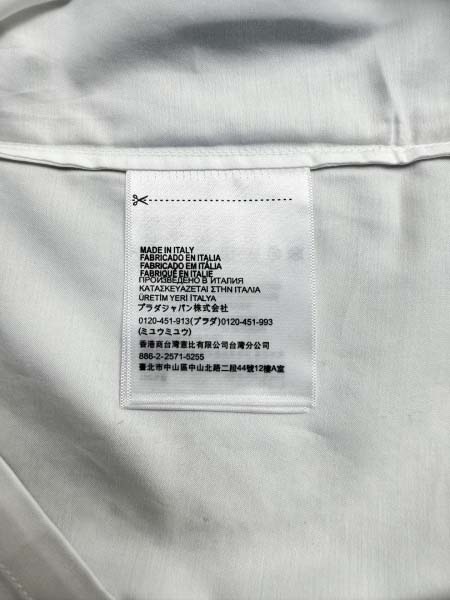 MADE IN ITALY
FABRICADO EN ITALIA
FABRICADO EM ITÁLIA
FABRIQUÉ EN ITALIE
ПРОИЗВЕДЕНО В ИТАЛИЯ
ΚΑΤΑΣΚΕΥΑΖΕΤΑΙ ΣΤΗΝ ΙΤΑΛΙΑ
ÜRETİM YERİ İTALYA
プラダジャパン株式会社
0120-451-913(プラダ)0120-451-993
(ミュウミュウ)
香港商台灣意比有限公司台灣分公司
886-2-2571-5255
臺北市中山區中山北路二段44號12樓A室